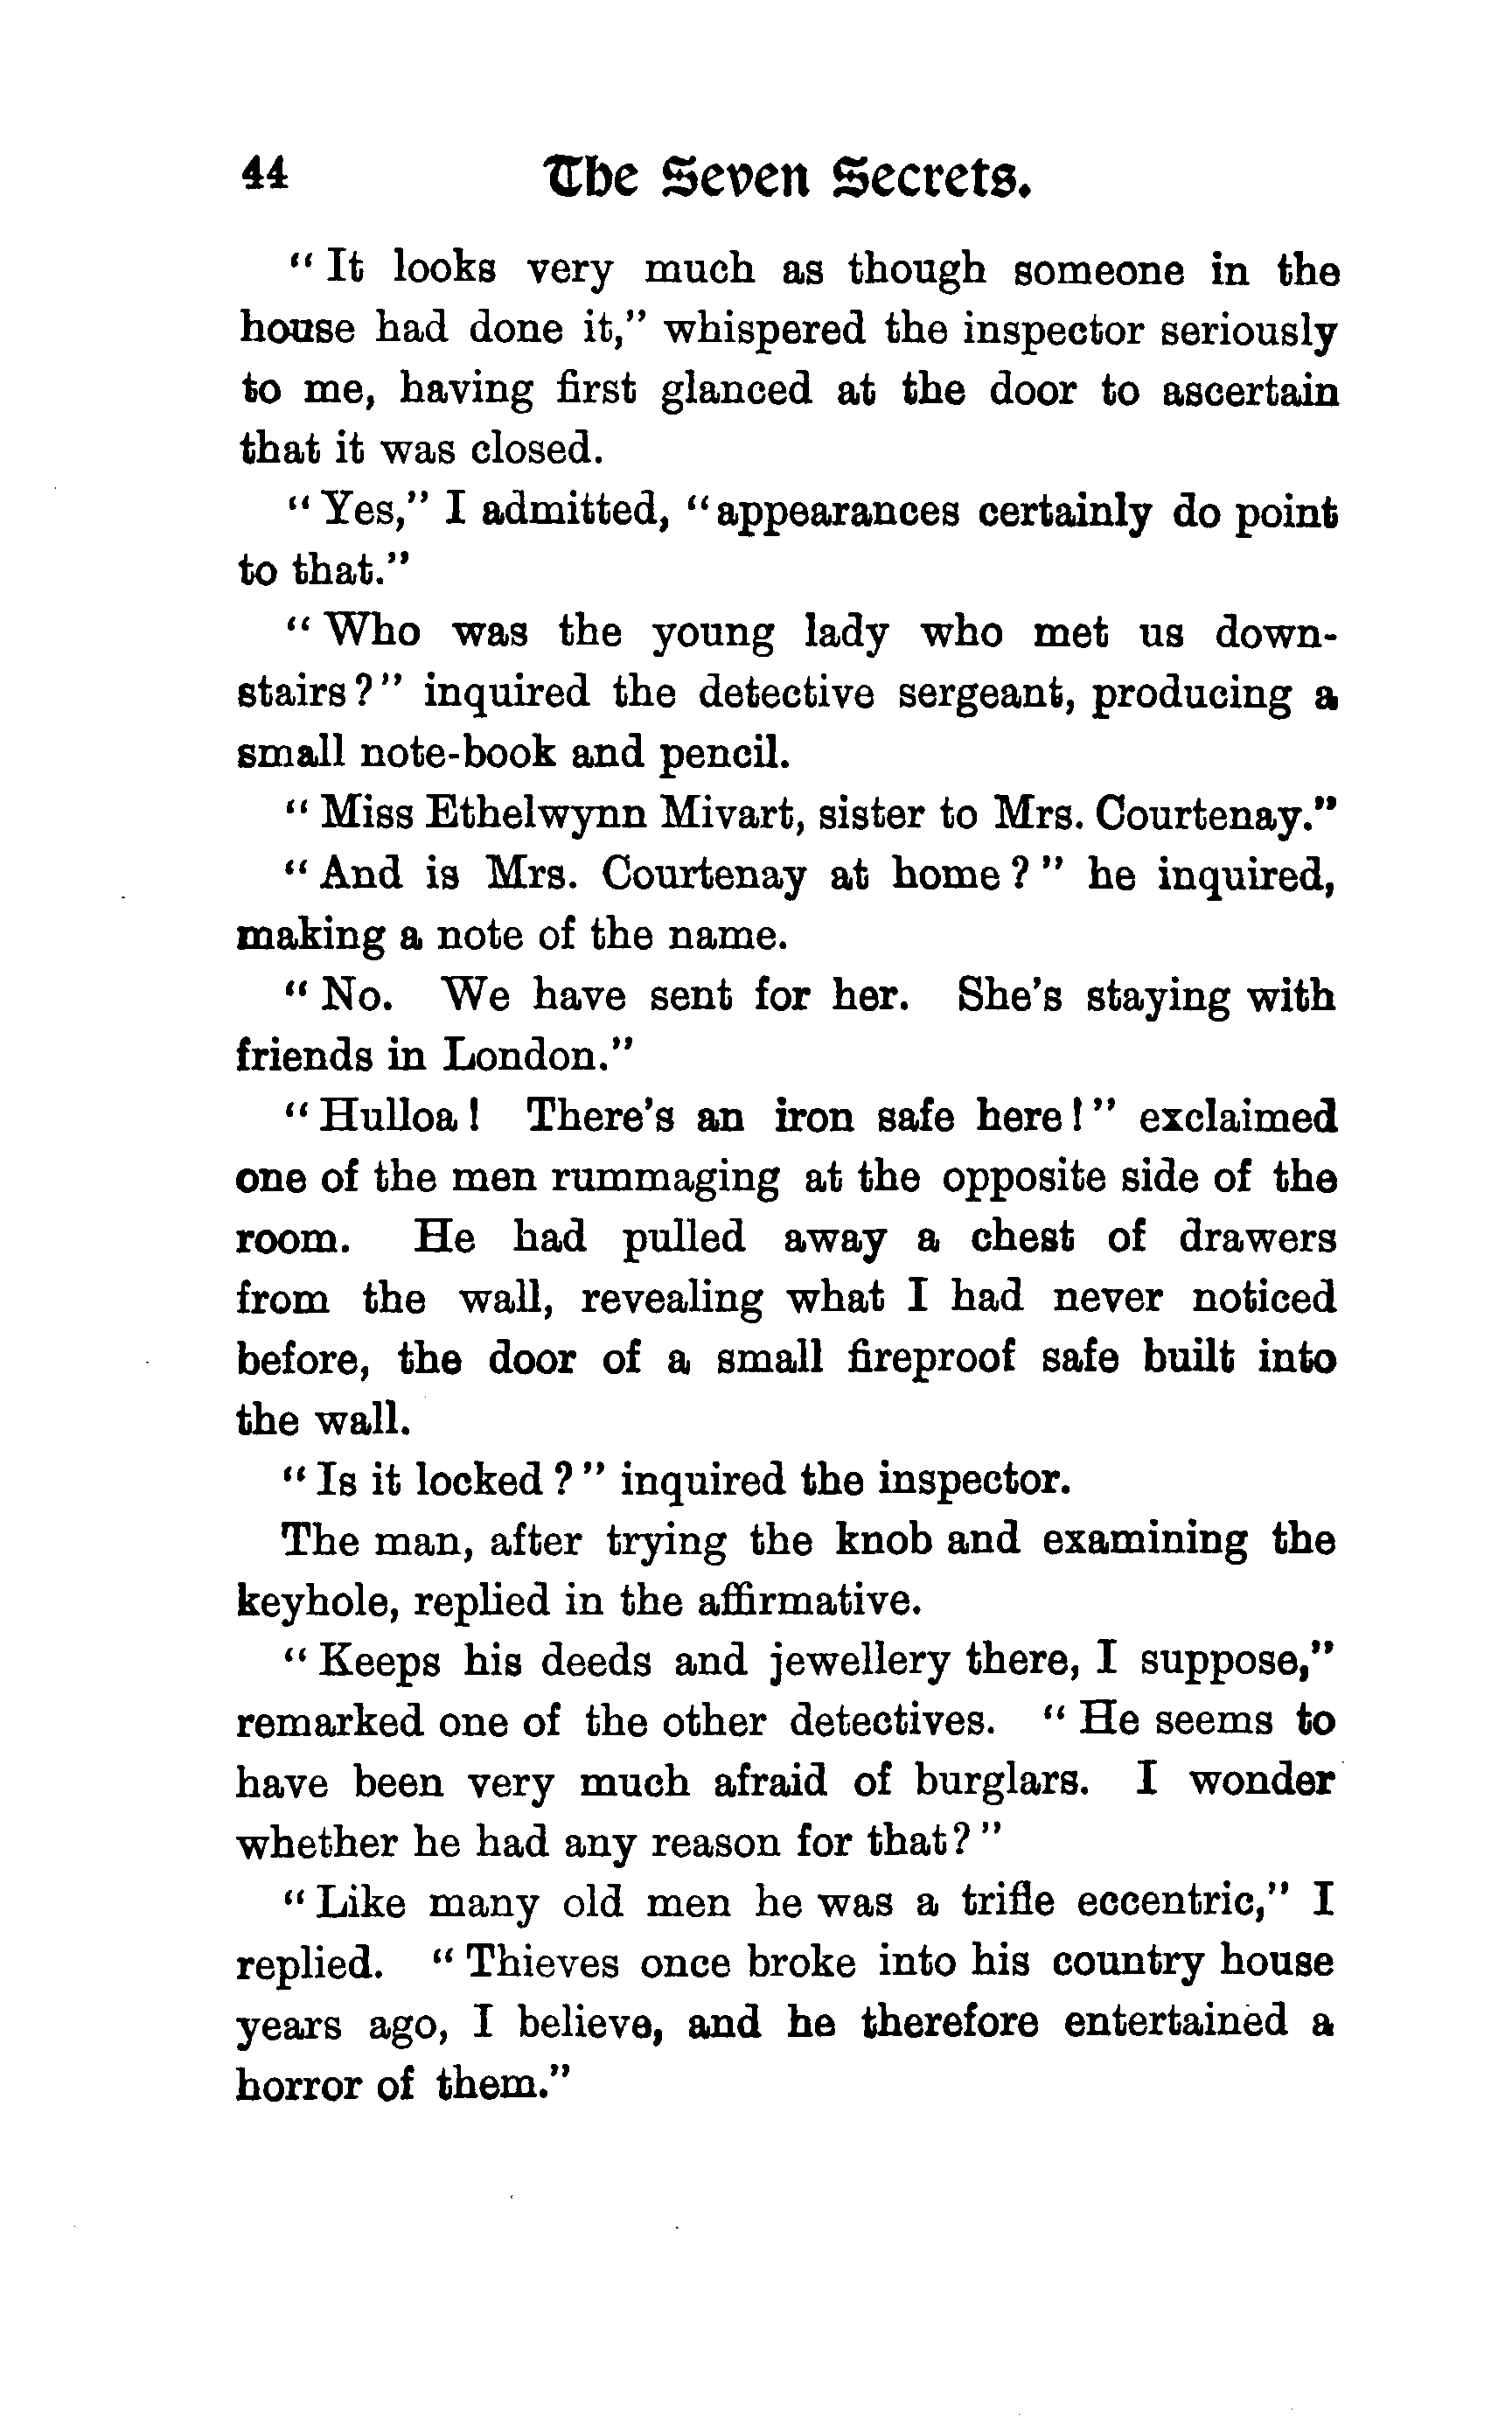 44 The Seven Secrets.
" It looks very much as though someone in the
house had done it," whispered the inspector seriously
to me, having first glanced at the door to ascertain
that it was closed.
" Yes," I admitted, "appearances certainly do point
to that."
" Who was the young lady who met us down-
stairs?" inquired the detective sergeant, producing a
small note-book and pencil.
" Miss Ethelwynn Mivart, sister to Mrs. Courtenay."
" And is Mrs. Courtenay at home ? " he inquired,
making a note of the name.
" No. We have sent for her. She's staying with
friends in London."
" Hulloa ! There's an iron safe here ! " exclaimed
one of the men rummaging at the opposite side of the
room. He had pulled away a chest of drawers
from the wall, revealing what I had never noticed
before, the door of a small fireproof safe built into
the wall.
" Is it locked ? " inquired the inspector.
The man, after trying the knob and examining the
keyhole, replied in the affirmative.
" Keeps his deeds and jewellery there, I suppose,"
remarked one of the other detectives. " He seems to
have been very much afraid of burglars. I wonder
whether he had any reason for that? "
" Like many old men he was a trifle eccentric," I
replied. " Thieves once broke into his country house
years ago, I believe, and he therefore entertained a
horror of them."